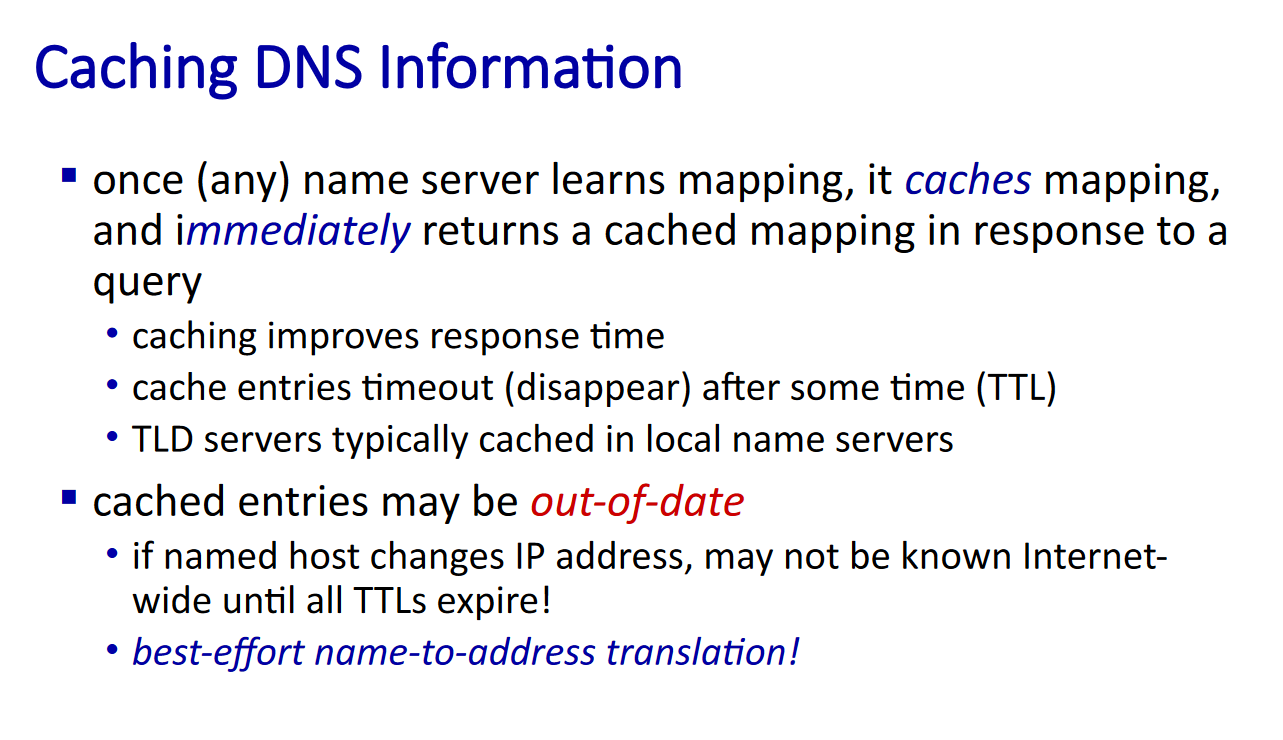 Caching DNS Information
▪ once (any) name server learns mapping, it caches mapping,
and immediately returns a cached mapping in response to a
query
• caching improves response time
• cache entries timeout (disappear) after some time (TTL)
• TLD servers typically cached in local name servers
▪ cached entries may be out-of-date
• if named host changes IP address, may not be known Internet-
wide until all TTLs expire!
• best-effort name-to-address translation!